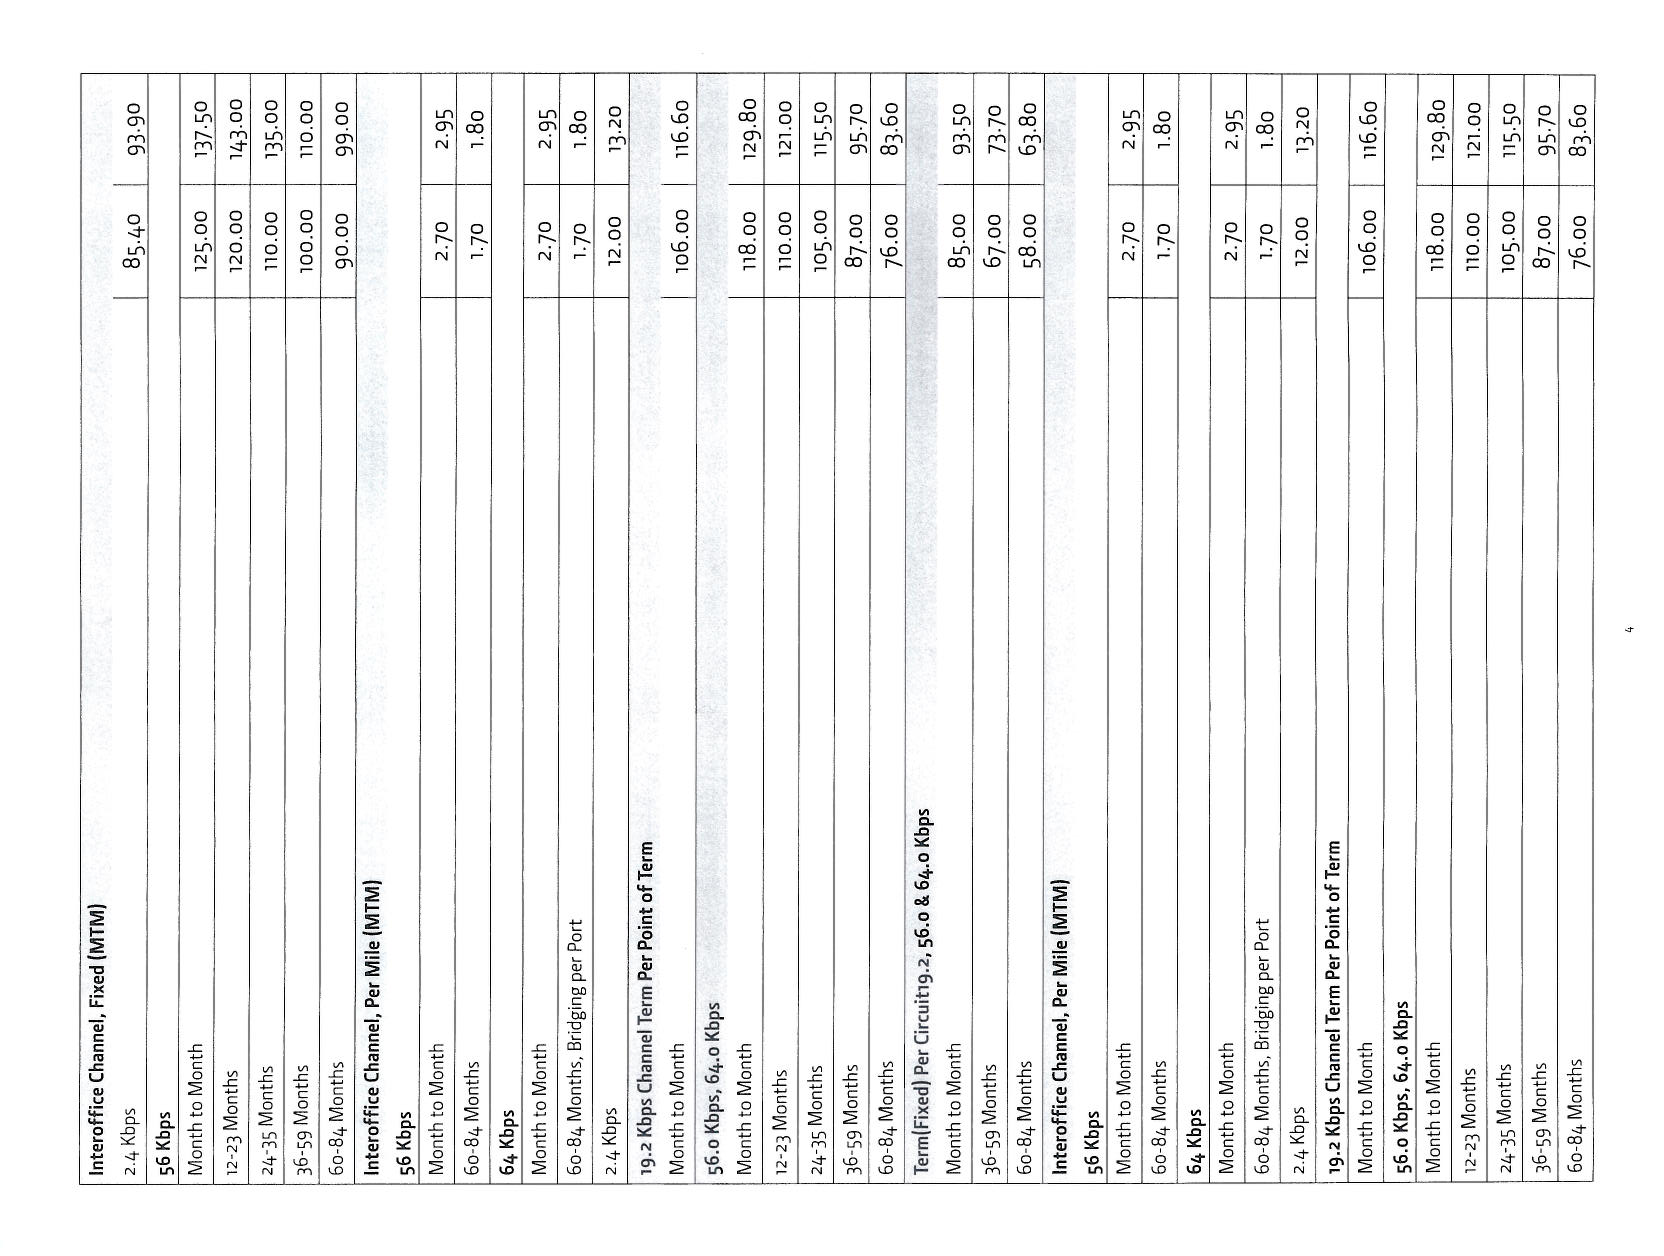 Interoffice Channel, Fixed (MTM)
2.4 Kbps 85.40 93.90
56 Kbps
Month to Month 125.00 137.50
12-23 Months 120.00 143.00
24-35 Months 110.00 135.00
36-59 Months 100.00 110.00
60-84 Months 90.00 99.00
Interoffice Channel, Per Mile (MTM)
56 Kbps
Month to Month 2.70 2.95
60-84 Months 1.70 1.80
64 Kbps
Month to Month 2.70 2.95
60-84 Months, Bridging per Port 1.70 1.80
2.4 Kbps 12.00 13.20
19.2 Kbps Channel Term Per Point of Term
Month to Month 106.00 116.60
56.0 Kbps, 64.0 Kbps
Month to Month 118.00 129.80
12-23 Months 110.00 121.00
24-35 Months 105.00 115.50
36-59 Months 87.00 95.70
60-84 Months 76.00 83.60
Term(Fixed) Per Circuit19.2, 56.0 & 64.0 Kbps
Month to Month 85.00 93.50
36-59 Months 67.00 73.70
60-84 Months 58.00 63.80
Interoffice Channel, Per Mile (MTM)
56 Kbps
Month to Month 2.70 2.95
60-84 Months 1.70 1.80
64 Kbps
Month to Month 2.70 2.95
60-84 Months, Bridging per Port 1.70 1.80
2.4 Kbps 12.00 13.20
19.2 Kbps Channel Term Per Point of Term
Month to Month 106.00 116.60
56.0 Kbps, 64.0 Kbps
Month to Month 118.00 129.80
12-23 Months 110.00 121.00
24-35 Months 105.00 115.50
36-59 Months 87.00 95.70
60-84 Months 76.00 83.60
4